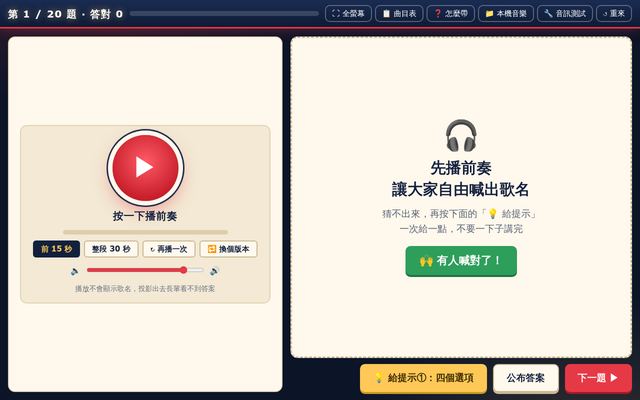 第 1 / 20 題 · 答對 0
⛶ 全螢幕
📋 曲目表
❓ 怎麼帶
📁 本機音樂
🔧 音訊測試
↺ 重來
按一下播前奏
前 15 秒
整段 30 秒
↻ 再播一次
🔁 換個版本
播放不會顯示歌名，投影出去長輩看不到答案
先播前奏
讓大家自由喊出歌名
猜不出來，再按下面的「💡 給提示」
一次給一點，不要一下子講完
🙌 有人喊對了！
💡 給提示①：四個選項
公布答案
下一題 ▶